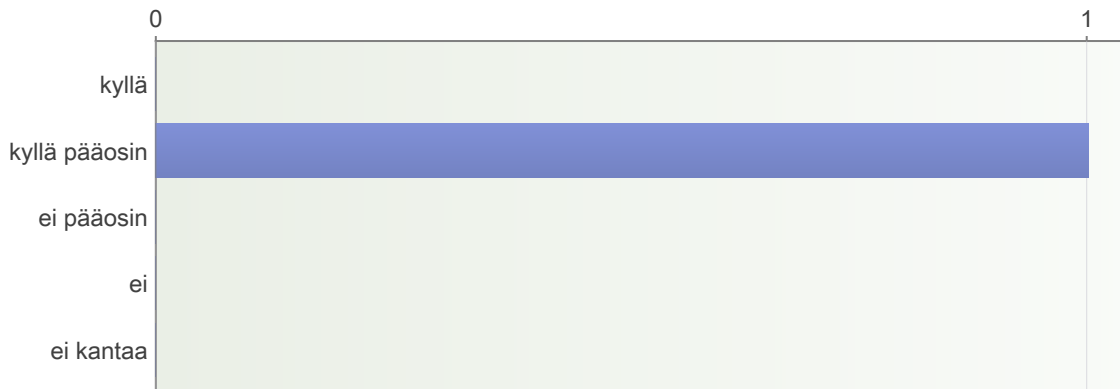 0 1
kyllä
kyllä pääosin
ei pääosin
ei
ei kantaa